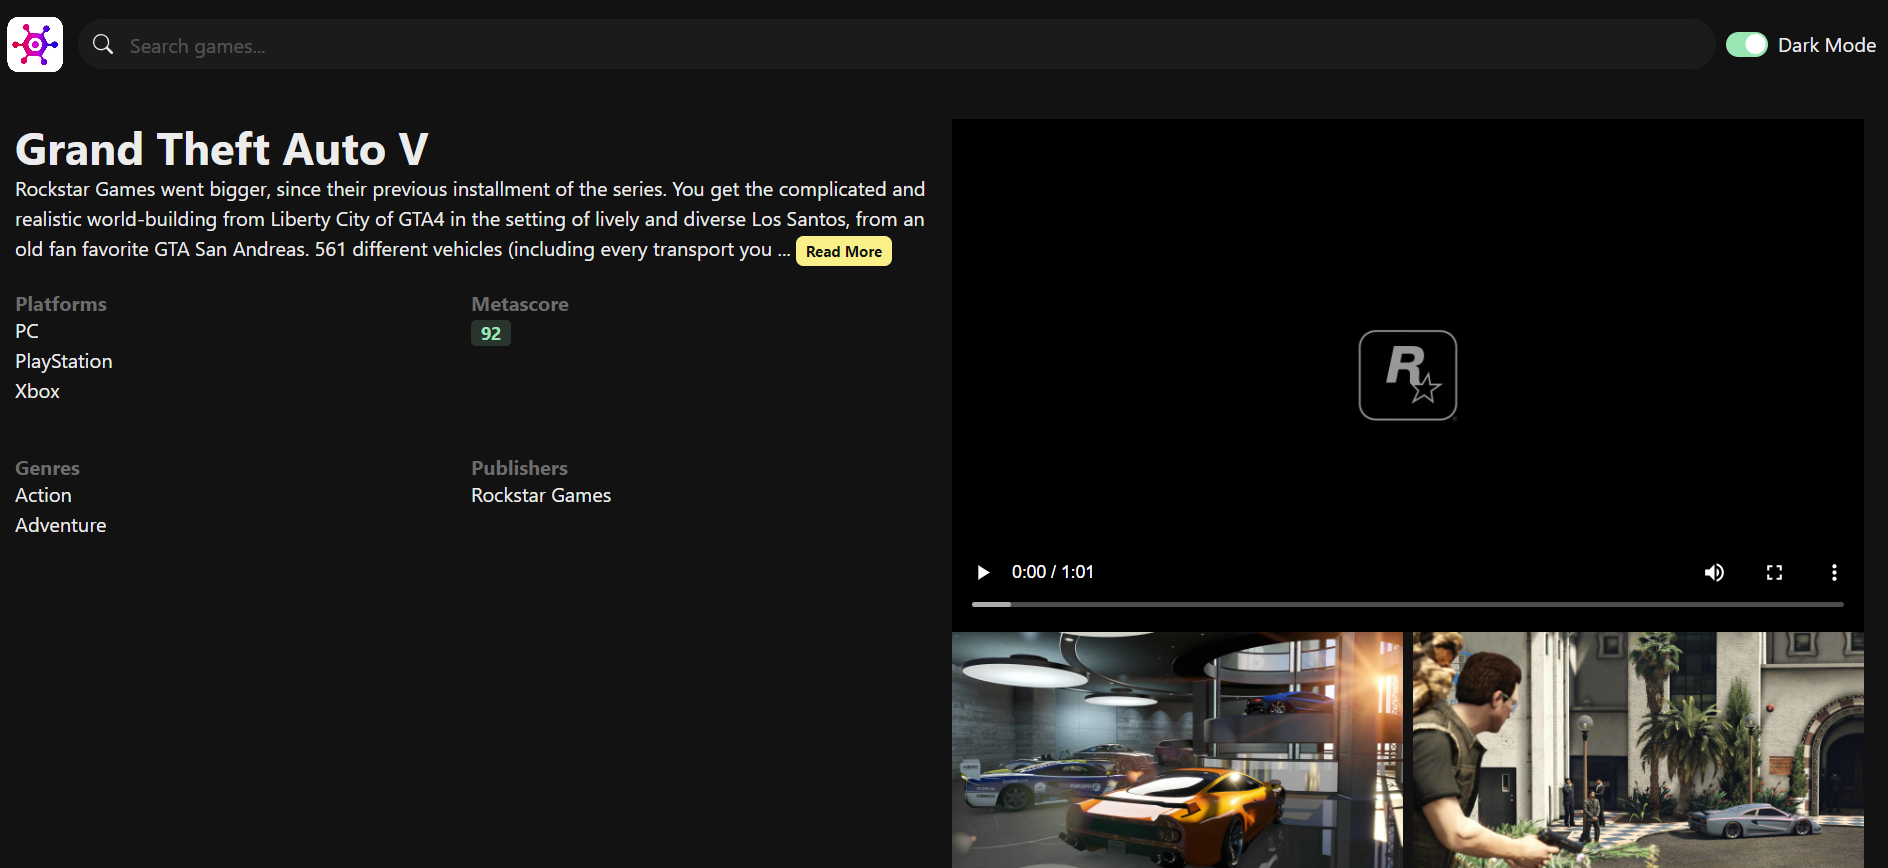 Search games...
Dark Mode
Grand Theft Auto V
Rockstar Games went bigger, since their previous installment of the series. You get the complicated and
realistic world-building from Liberty City of GTA4 in the setting of lively and diverse Los Santos, from an
old fan favorite GTA San Andreas. 561 different vehicles (including every transport you ... Read More
Platforms
PC
PlayStation
Xbox
Metascore
92
Genres
Action
Adventure
Publishers
Rockstar Games
R
0:00 / 1:01